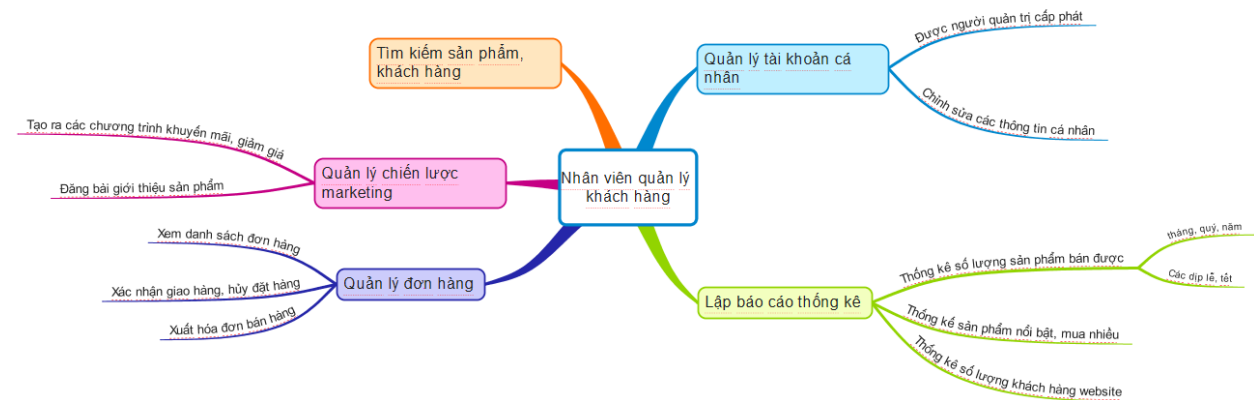 Tìm kiếm sản phẩm,
khách hàng
Quản lý tài khoản cá
nhân
Được người quản trị cấp phát
Chỉnh sửa các thông tin cá nhân
Tạo ra các chương trình khuyến mãi, giảm giá
Đăng bài giới thiệu sản phẩm
Quản lý chiến lược
marketing
Nhân viên quản lý
khách hàng
Xem danh sách đơn hàng
Xác nhận giao hàng, hủy đặt hàng
Xuất hóa đơn bán hàng
Quản lý đơn hàng
Lập báo cáo thống kê
Thống kê số lượng sản phẩm bán được
tháng, quý, năm
Các dịp lễ, tết
Thống kê sản phẩm nổi bật, mua nhiều
Thống kê số lượng khách hàng website